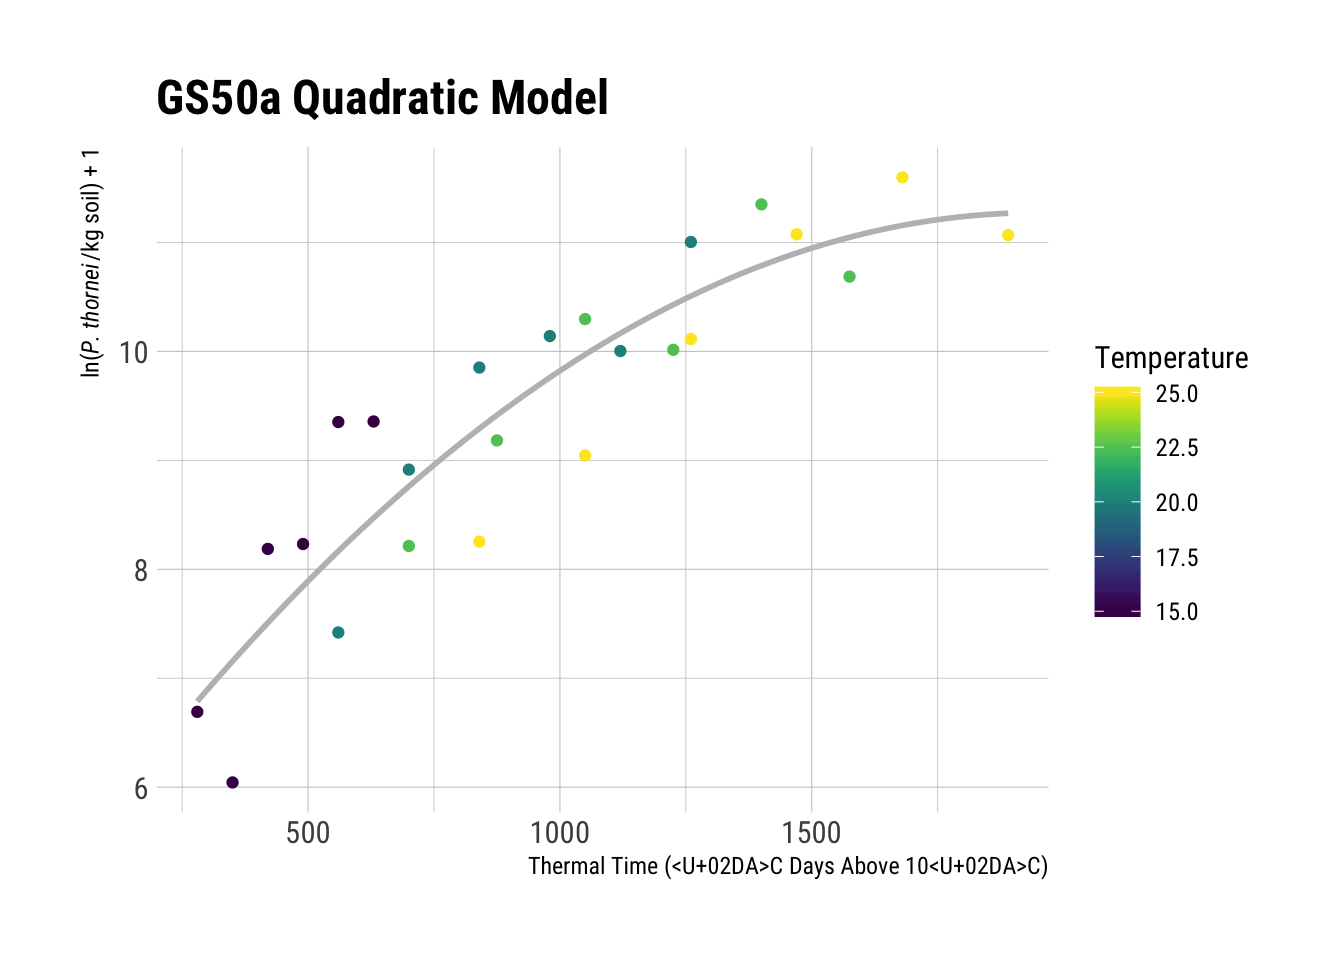 GS50a Quadratic Model
ln(P. thornei/kg soil) + 1
10
8
6
500 1000 1500
Thermal Time (<U+02DA>C Days Above 10<U+02DA>C)
Temperature
25.0
22.5
20.0
17.5
15.0